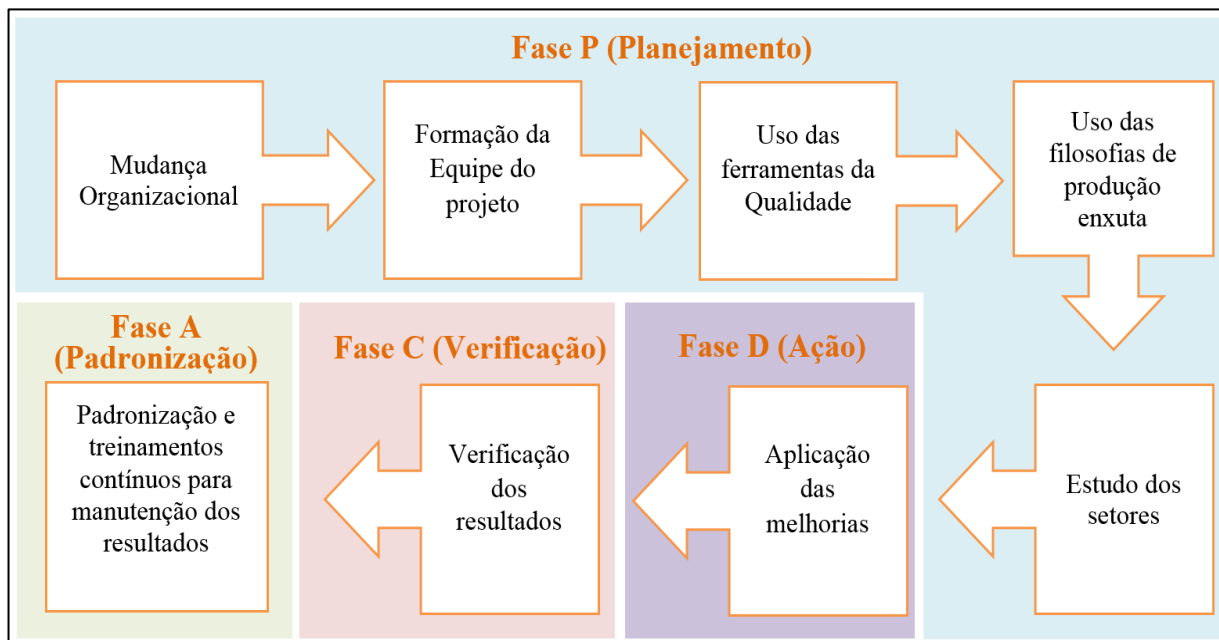 Fase P (Planejamento)
Mudança
Organizacional
Formação da
Equipe do
projeto
Uso das
ferramentas da
Qualidade
Uso das
filosofias de
produção
enxuta
Estudo dos
setores
Fase D (Ação)
Aplicação
das
melhorias
Fase C (Verificação)
Verificação
dos
resultados
Fase A
(Padronização)
Padronização e
treinamentos
contínuos para
manutenção dos
resultados